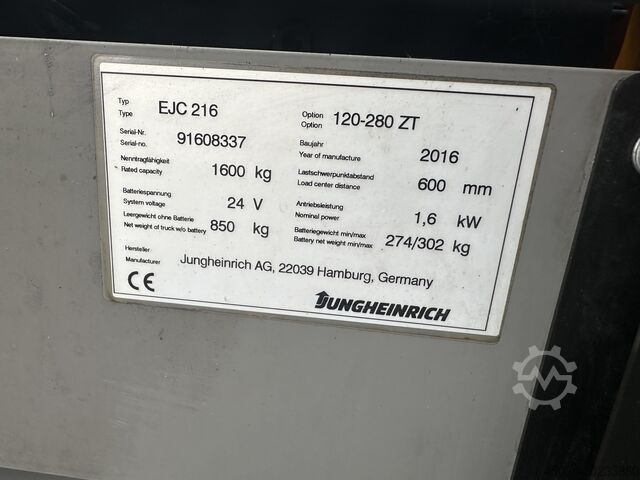 Typ
Type
EJC 216
Option
Option
120-280 ZT
Serial-Nr.
Serial-no.
91608337
Baujahr
Year of manufacture
2016
Nenntragfähigkeit
Rated capacity
1600 kg
Lastschwerpunktabstand
Load center distance
600 mm
Batteriespannung
System voltage
24 V
Antriebsleistung
Nominal power
1,6 kW
Leergewicht ohne Batterie
Net weight of truck w/o battery
850 kg
Batteriegewicht min/max
Battery net weight min/max
274/302 kg
Hersteller
Manufacturer
Jungheinrich AG, 22039 Hamburg, Germany
CE
JUNGHEINRICH